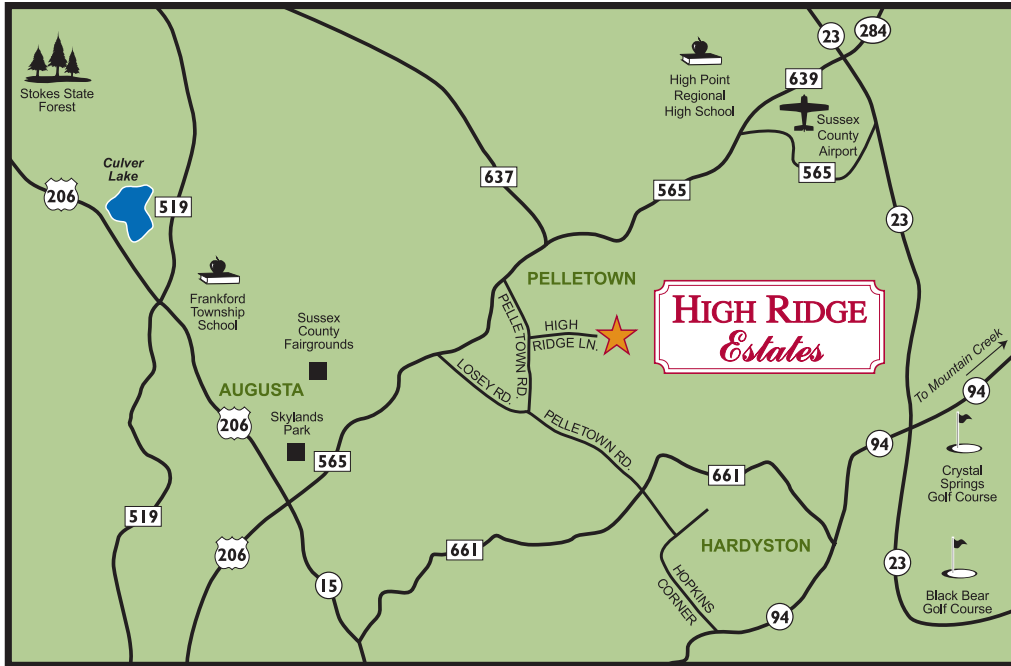 23
284
High Point
Regional
High School
639
Stokes State
Forest
Sussex
County
Airport
Culver
Lake
637
565
565
206
519
23
Frankford
Township
School
PELLETOWN
Sussex
County
Fairgrounds
PELLETOWN RD.
HIGH
RIDGE LN.
HIGH RIDGE
Estates
LOSEY RD.
To Mountain Creek
AUGUSTA
94
206
Skylands
Park
PELLETOWN RD.
94
565
661
Crystal
Springs
Golf Course
519
HARDYSTON
206
661
15
HOPKINS
CORNER
23
Black Bear
Golf Course
94